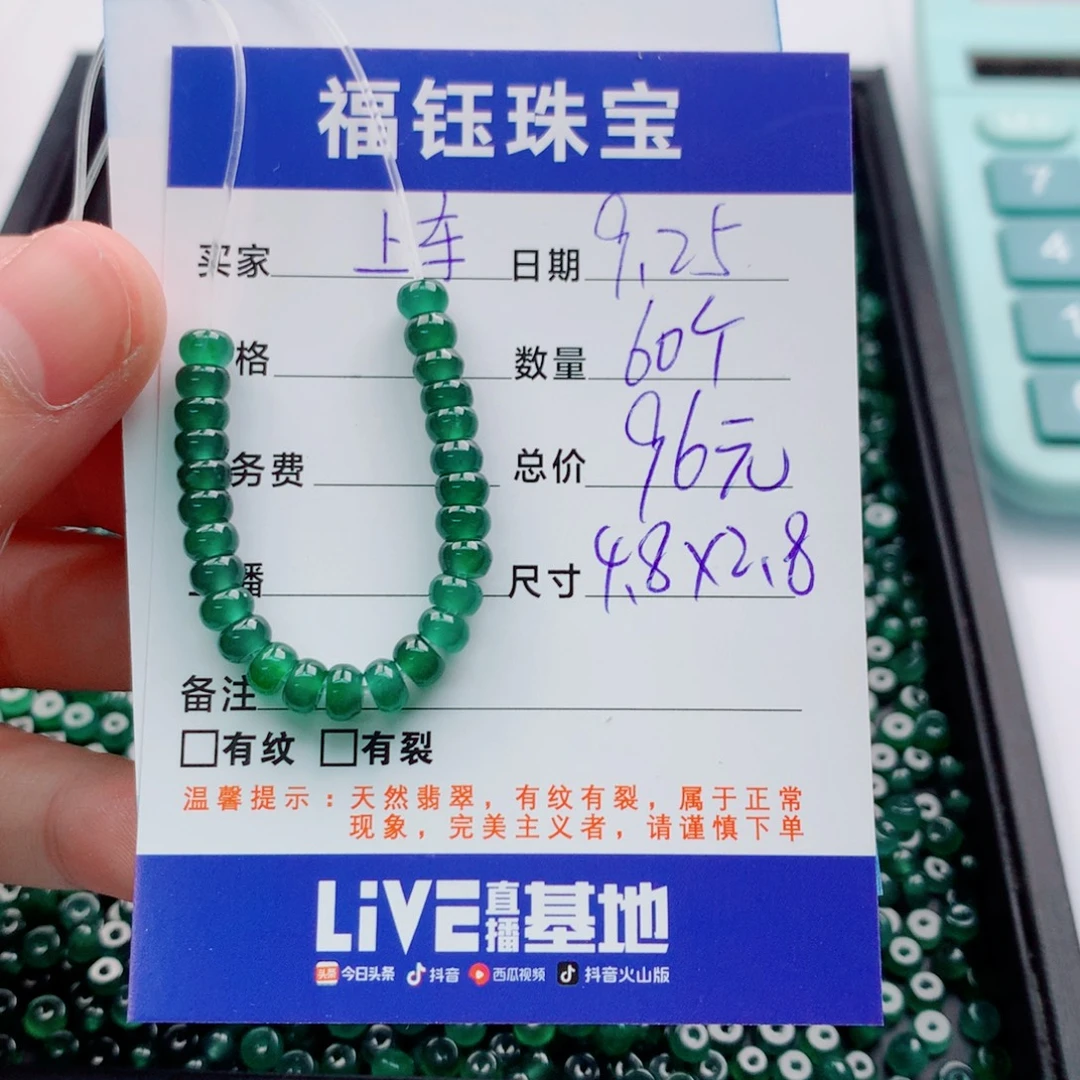 福钰珠宝
买家 上车 日期 9.25
格 数量 60个
务费 总价 96元
播 尺寸 4.8×2.8
备注
有纹 有裂
温馨提示：天然翡翠，有纹有裂，属于正常
现象，完美主义者，请谨慎下单
LiVE直播基地
头条 今日头条 抖音 西瓜视频 抖音火山版
7
4